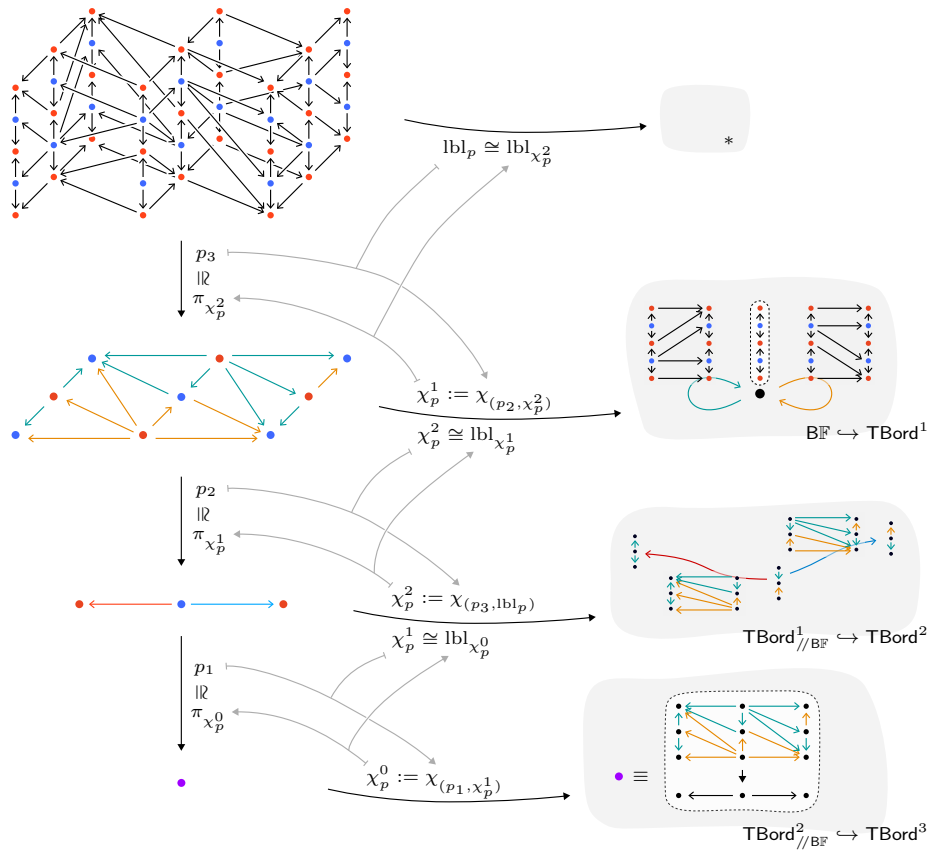 *
lbl_p ≅ lbl_{χ_p^2}
p_3
≅
π_{χ_p^2}
χ_p^1 := χ_{(p_2, χ_p^2)}
χ_p^2 ≅ lbl_{χ_p^1}
B𝔽 ↪ TBord^1
p_2
≅
π_{χ_p^1}
χ_p^2 := χ_{(p_3, lbl_p)}
χ_p^1 ≅ lbl_{χ_p^0}
TBord^1_{//B𝔽} ↪ TBord^2
p_1
≅
π_{χ_p^0}
χ_p^0 := χ_{(p_1, χ_p^1)}
≡
TBord^2_{//B𝔽} ↪ TBord^3